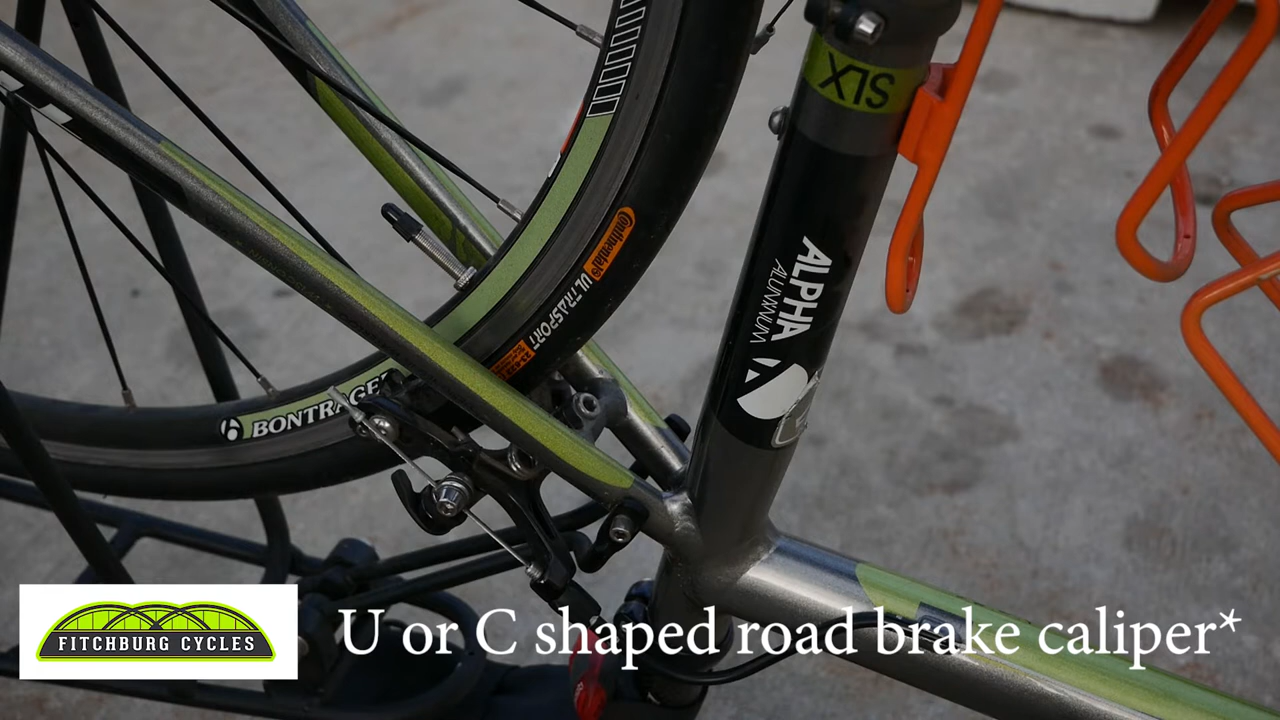 SLX
Continental
ULTRASPORT
ALPHA
ALUMINUM
BONTRAGER
FITCHBURG CYCLES
U or C shaped road brake caliper*